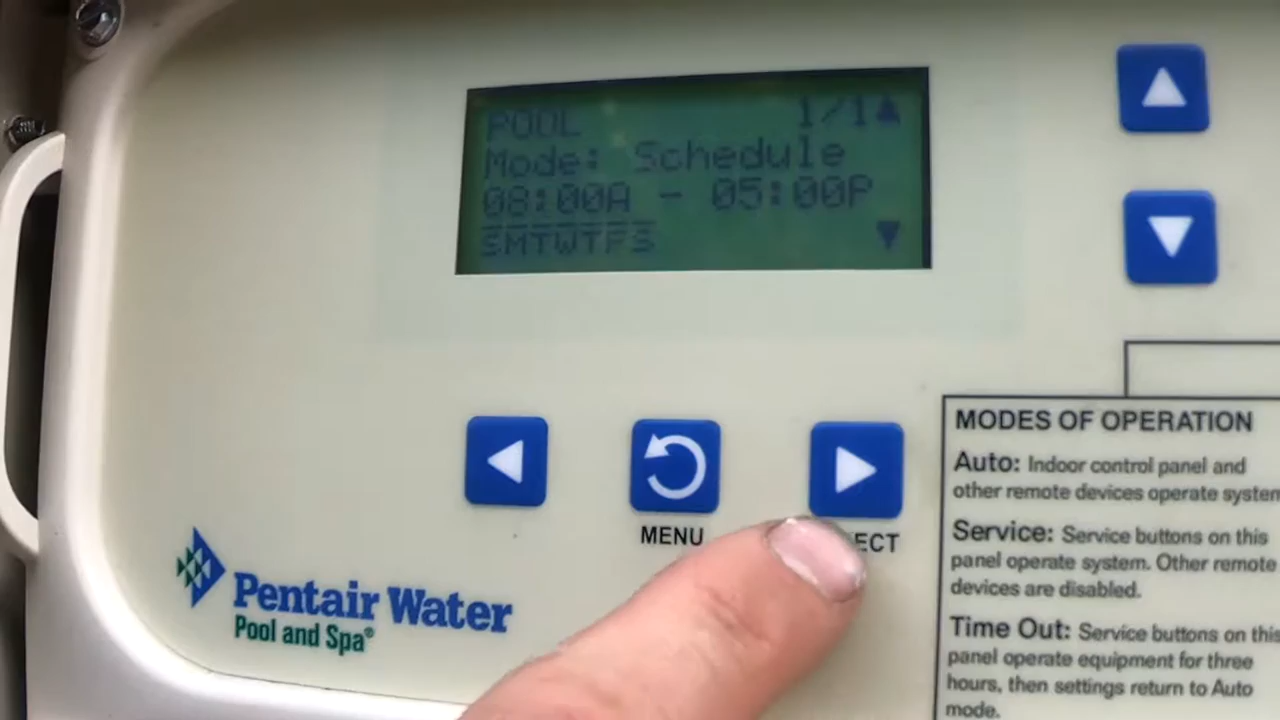 POOL 1/1▲
Mode: Schedule
08:00A - 05:00P
SMTWTFS ▼
MENU
Pentair Water
Pool and Spa®
MODES OF OPERATION
Auto: Indoor control panel and
other remote devices operate system
Service: Service buttons on this
panel operate system. Other remote
devices are disabled.
Time Out: Service buttons on this
panel operate equipment for three
hours, then settings return to Auto
mode.